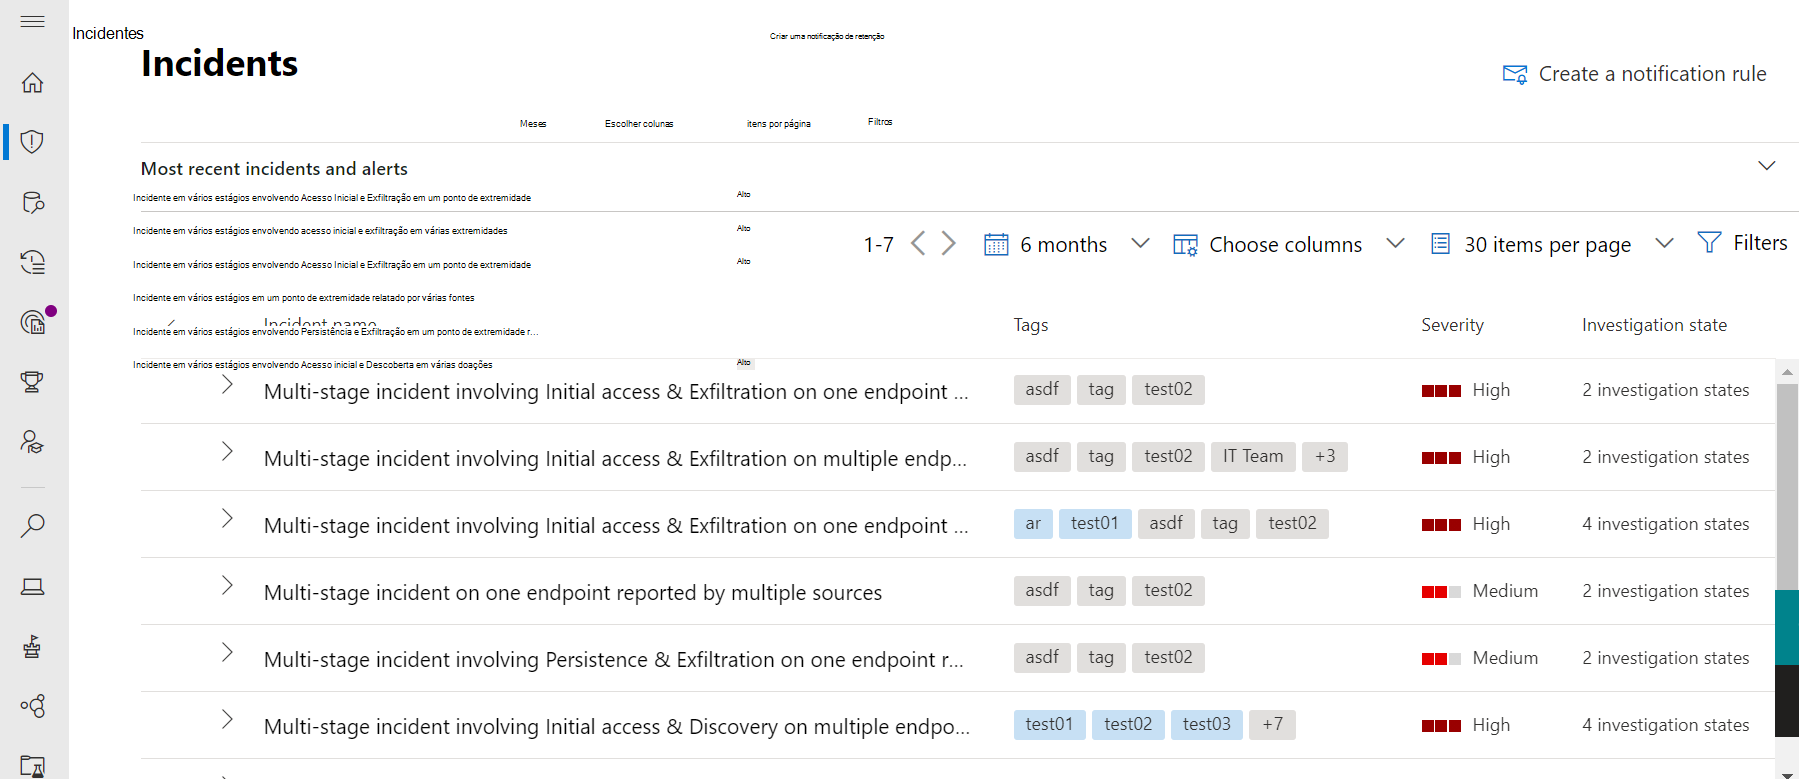 Incidentes
Criar uma notificação de retenção
Incidents
Create a notification rule
Meses
Escolher colunas
itens por página
Filtros
Most recent incidents and alerts
Incidente em vários estágios envolvendo Acesso Inicial e Exfiltração em um ponto de extremidade
Alto
Incidente em vários estágios envolvendo acesso inicial e exfiltração em várias extremidades
Alto
1-7
6 months
Choose columns
30 items per page
Filters
Incidente em vários estágios envolvendo Acesso Inicial e Exfiltração em um ponto de extremidade
Alto
Incidente em vários estágios em um ponto de extremidade relatado por várias fontes
Incident name
Tags
Severity
Investigation state
Incidente em vários estágios envolvendo Persistência e Exfiltração em um ponto de extremidade r...
Incidente em vários estágios envolvendo Acesso inicial e Descoberta em várias doações
Alto
Multi-stage incident involving Initial access & Exfiltration on one endpoint ...
asdf tag test02
High
2 investigation states
Multi-stage incident involving Initial access & Exfiltration on multiple endp...
asdf tag test02 IT Team +3
High
2 investigation states
Multi-stage incident involving Initial access & Exfiltration on one endpoint ...
ar test01 asdf tag test02
High
4 investigation states
Multi-stage incident on one endpoint reported by multiple sources
asdf tag test02
Medium
2 investigation states
Multi-stage incident involving Persistence & Exfiltration on one endpoint r...
asdf tag test02
Medium
2 investigation states
Multi-stage incident involving Initial access & Discovery on multiple endpo...
test01 test02 test03 +7
High
4 investigation states